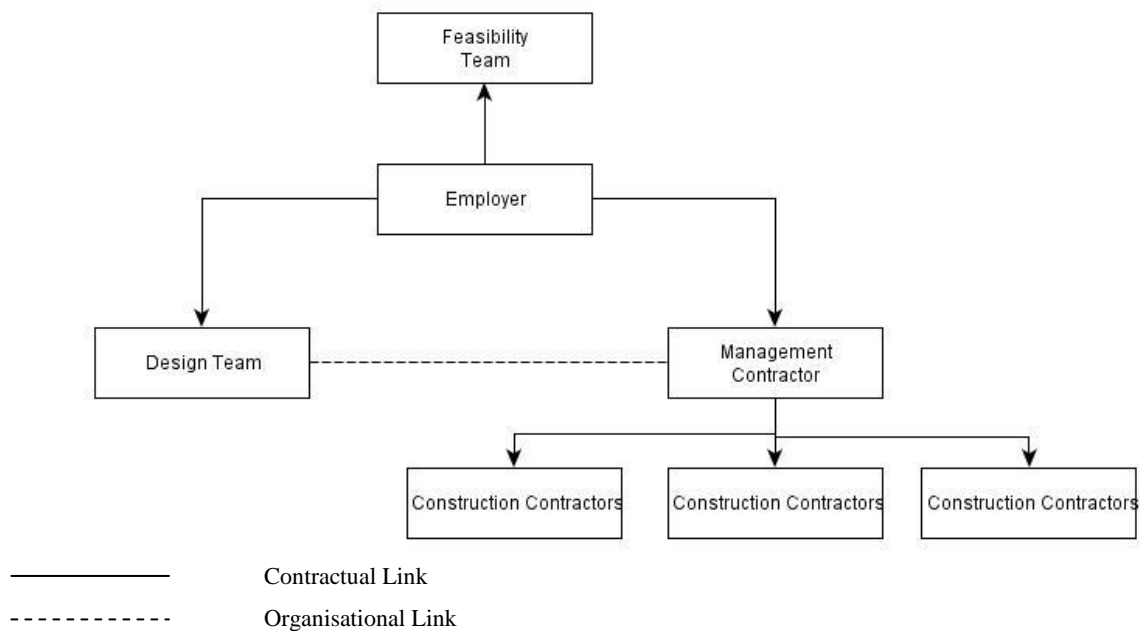 Feasibility
Team
Employer
Design Team
Management
Contractor
Construction Contractors
Construction Contractors
Construction Contractors
Contractual Link
Organisational Link